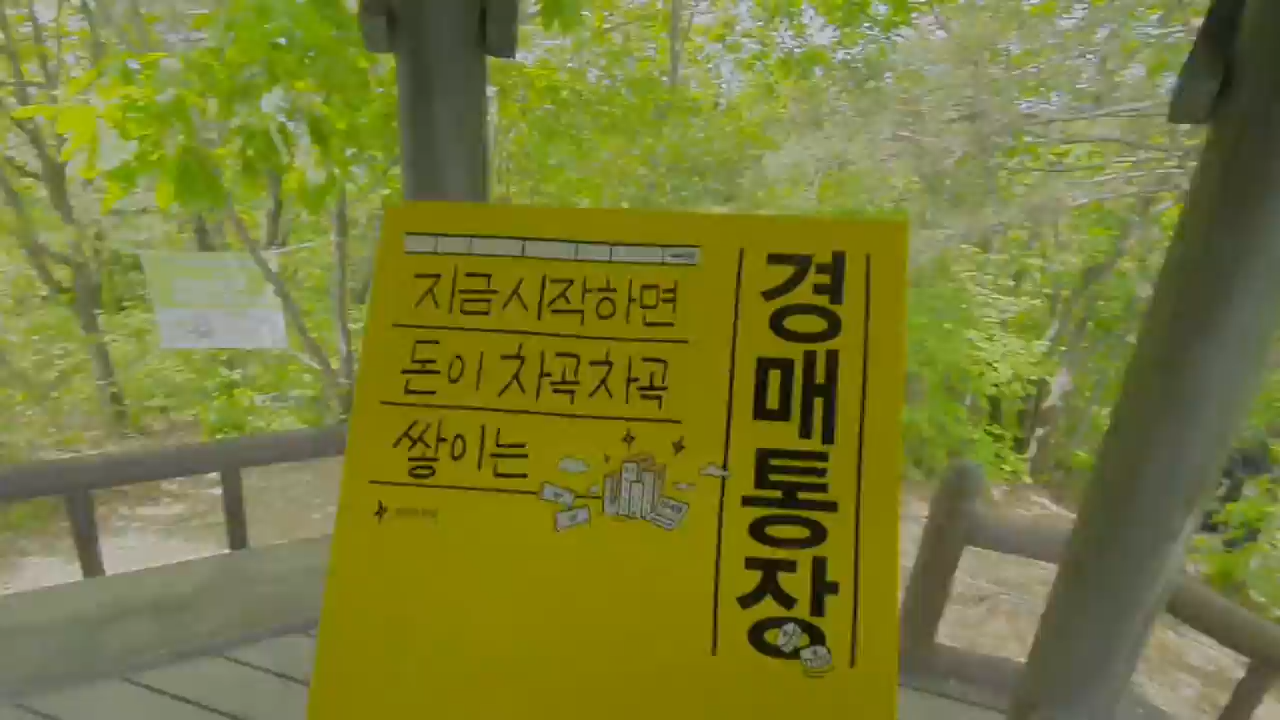 지금 시작하면
돈이 차곡차곡
쌓이는
경매통장